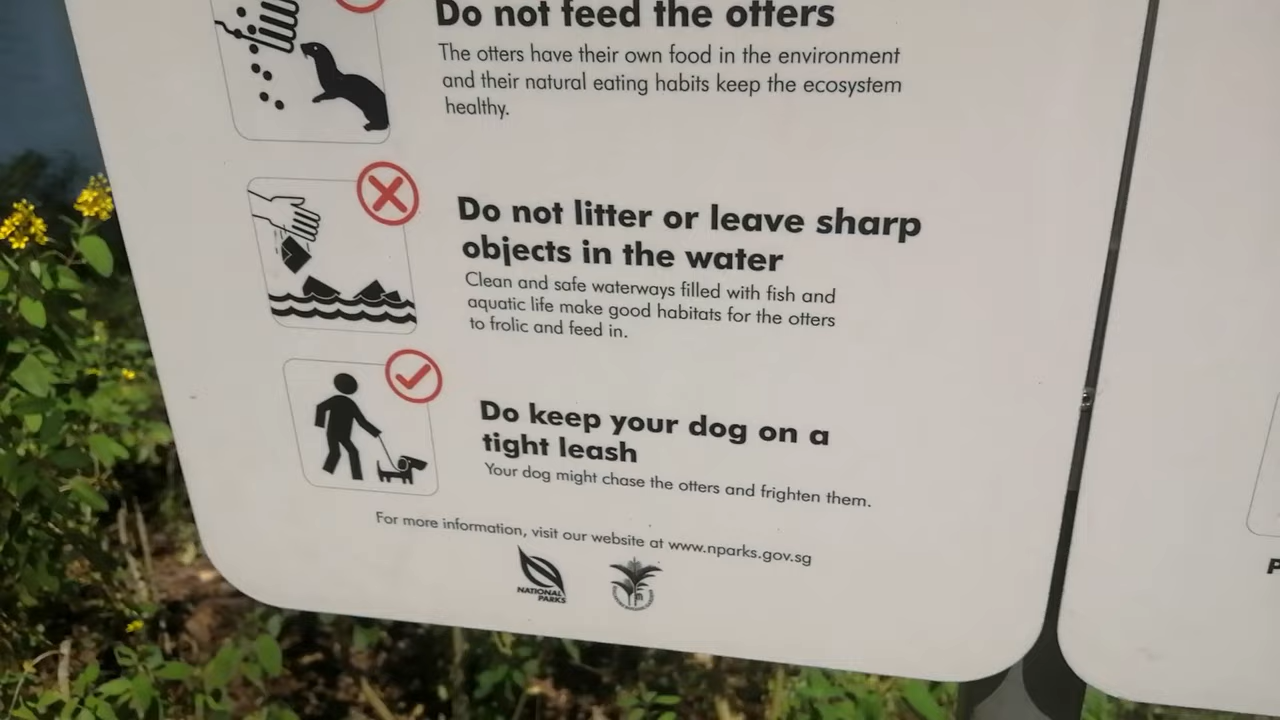 Do not feed the otters
The otters have their own food in the environment
and their natural eating habits keep the ecosystem
healthy.
Do not litter or leave sharp
objects in the water
Clean and safe waterways filled with fish and
aquatic life make good habitats for the otters
to frolic and feed in.
Do keep your dog on a
tight leash
Your dog might chase the otters and frighten them.
For more information, visit our website at www.nparks.gov.sg
NATIONAL
PARKS